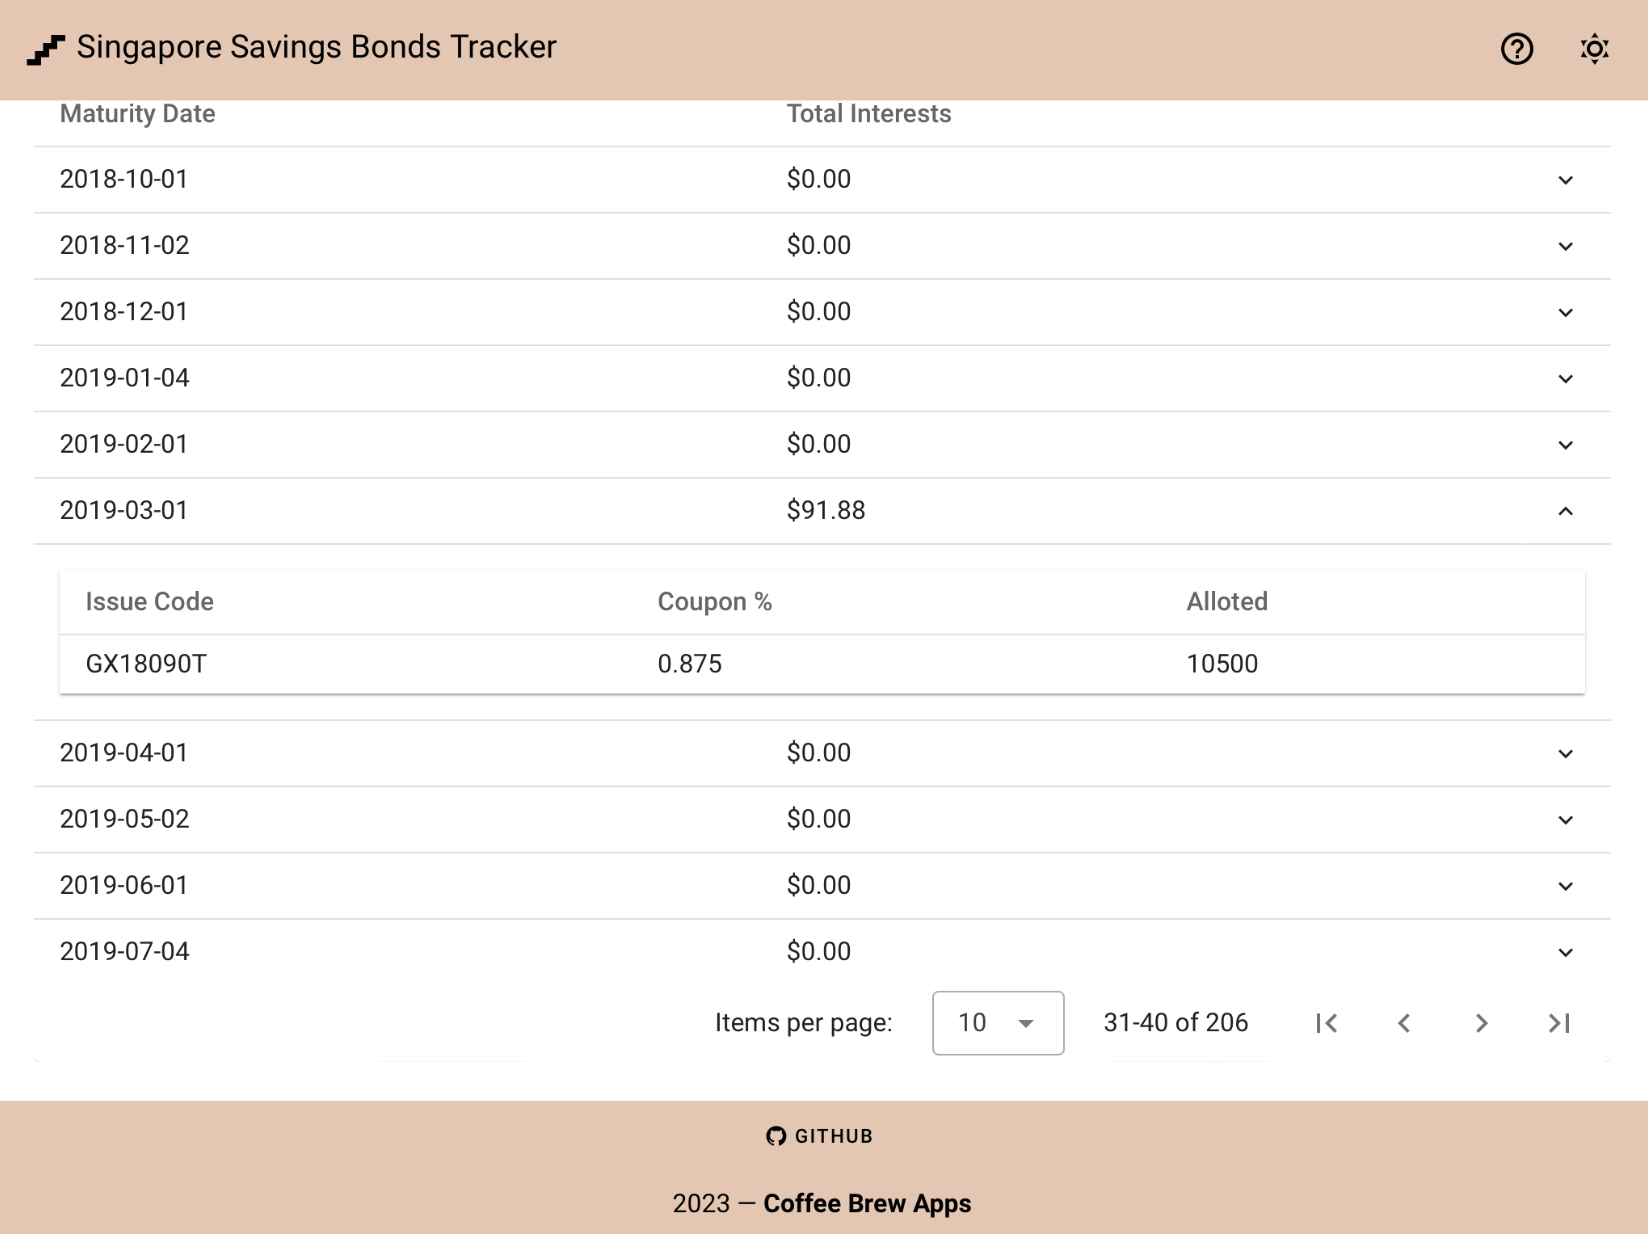 Singapore Savings Bonds Tracker
Maturity Date Total Interests
2018-10-01 $0.00
2018-11-02 $0.00
2018-12-01 $0.00
2019-01-04 $0.00
2019-02-01 $0.00
2019-03-01 $91.88
Issue Code Coupon % Alloted
GX18090T 0.875 10500
2019-04-01 $0.00
2019-05-02 $0.00
2019-06-01 $0.00
2019-07-04 $0.00
Items per page: 10 31-40 of 206
GITHUB
2023 — Coffee Brew Apps